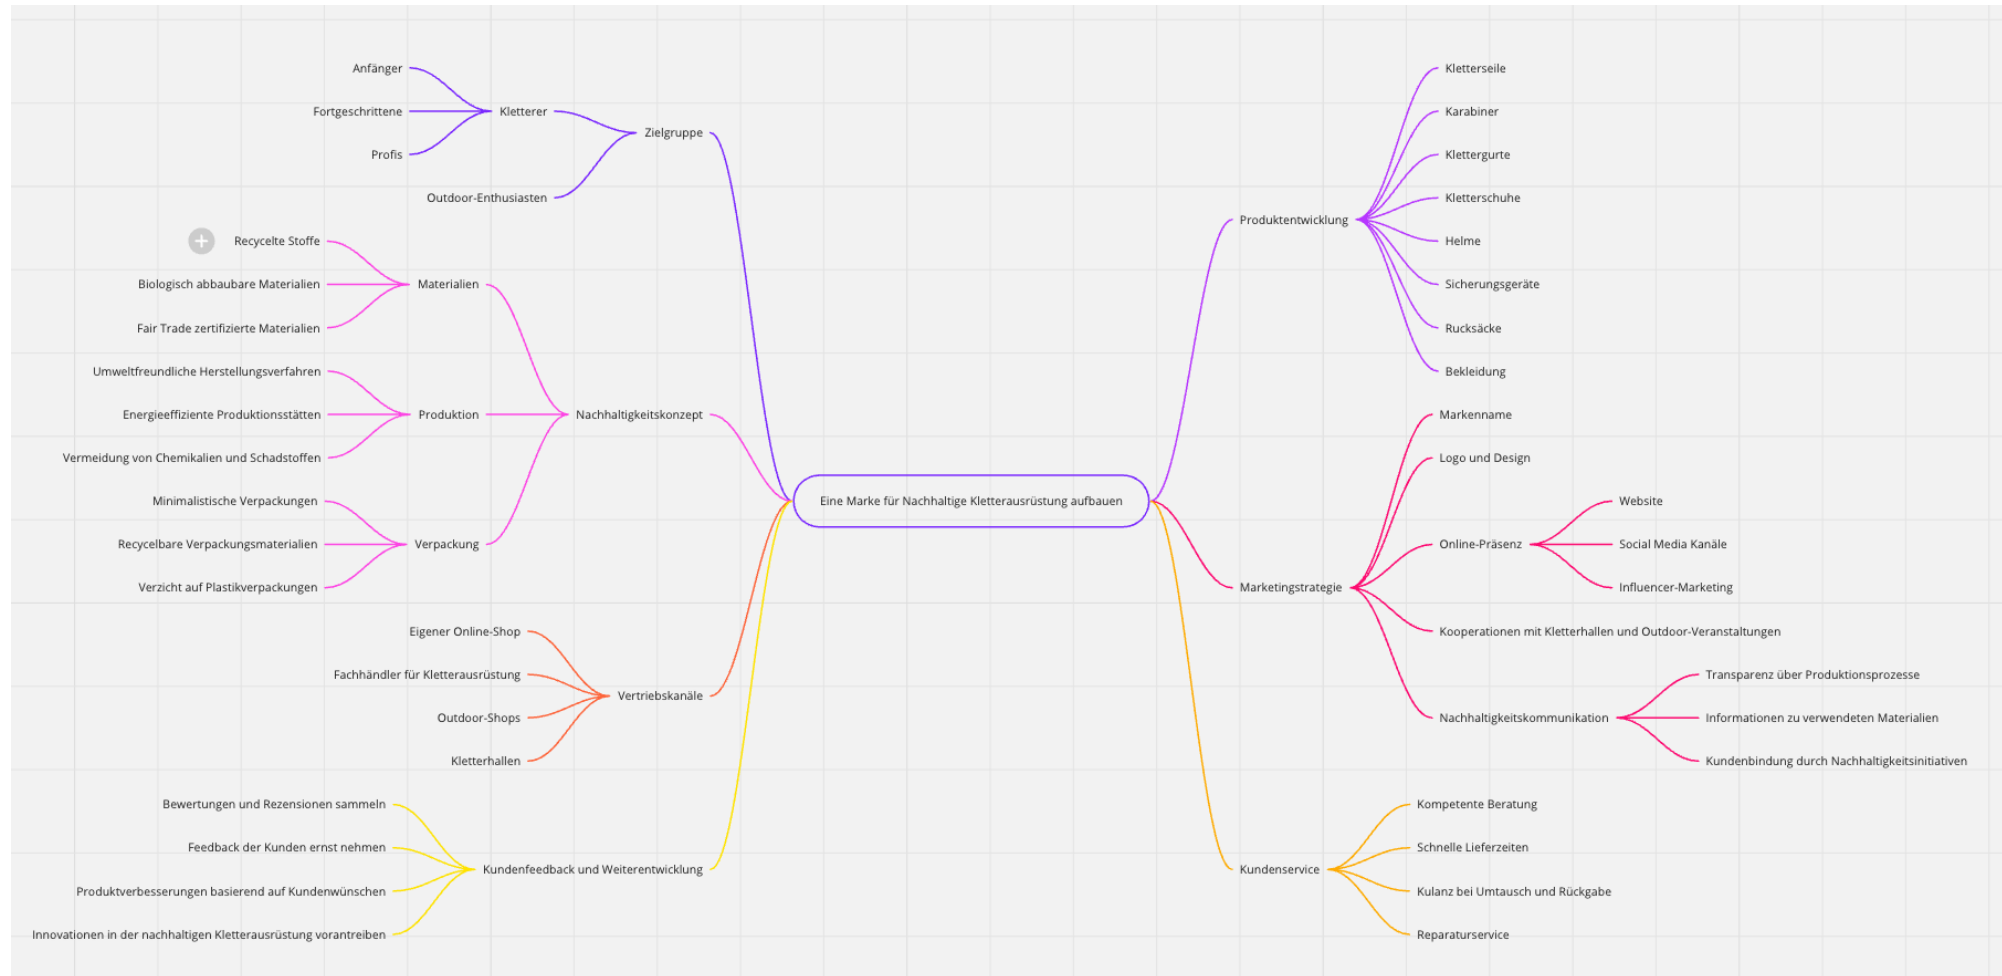 Anfänger
Fortgeschrittene
Profis
Kletterer
Outdoor-Enthusiasten
Zielgruppe
Recycelte Stoffe
Biologisch abbaubare Materialien
Fair Trade zertifizierte Materialien
Materialien
Umweltfreundliche Herstellungsverfahren
Energieeffiziente Produktionsstätten
Vermeidung von Chemikalien und Schadstoffen
Produktion
Minimalistische Verpackungen
Recycelbare Verpackungsmaterialien
Verzicht auf Plastikverpackungen
Verpackung
Nachhaltigkeitskonzept
Eigener Online-Shop
Fachhändler für Kletterausrüstung
Outdoor-Shops
Kletterhallen
Vertriebskanäle
Bewertungen und Rezensionen sammeln
Feedback der Kunden ernst nehmen
Produktverbesserungen basierend auf Kundenwünschen
Innovationen in der nachhaltigen Kletterausrüstung vorantreiben
Kundenfeedback und Weiterentwicklung
Eine Marke für Nachhaltige Kletterausrüstung aufbauen
Produktentwicklung
Kletterseile
Karabiner
Klettergurte
Kletterschuhe
Helme
Sicherungsgeräte
Rucksäcke
Bekleidung
Marketingstrategie
Markenname
Logo und Design
Online-Präsenz
Website
Social Media Kanäle
Influencer-Marketing
Kooperationen mit Kletterhallen und Outdoor-Veranstaltungen
Nachhaltigkeitskommunikation
Transparenz über Produktionsprozesse
Informationen zu verwendeten Materialien
Kundenbindung durch Nachhaltigkeitsinitiativen
Kundenservice
Kompetente Beratung
Schnelle Lieferzeiten
Kulanz bei Umtausch und Rückgabe
Reparaturservice